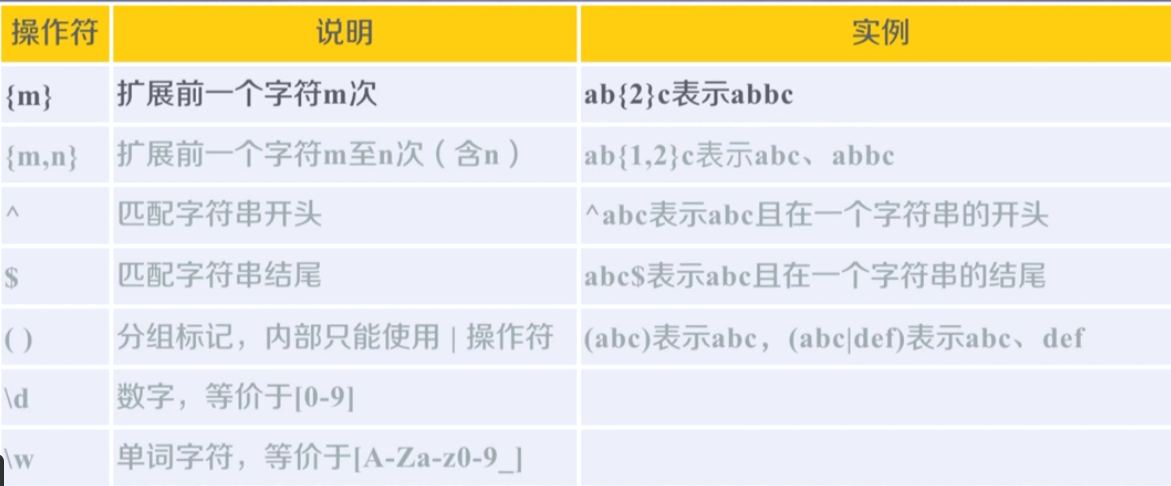 操作符 说明 实例
{m} 扩展前一个字符m次 ab{2}c表示abbc
{m,n} 扩展前一个字符m至n次（含n） ab{1,2}c表示abc、abbc
^ 匹配字符串开头 ^abc表示abc且在一个字符串的开头
$ 匹配字符串结尾 abc$表示abc且在一个字符串的结尾
( ) 分组标记，内部只能使用 | 操作符 (abc)表示abc，(abc|def)表示abc、def
\d 数字，等价于[0-9]
\w 单词字符，等价于[A-Za-z0-9_]